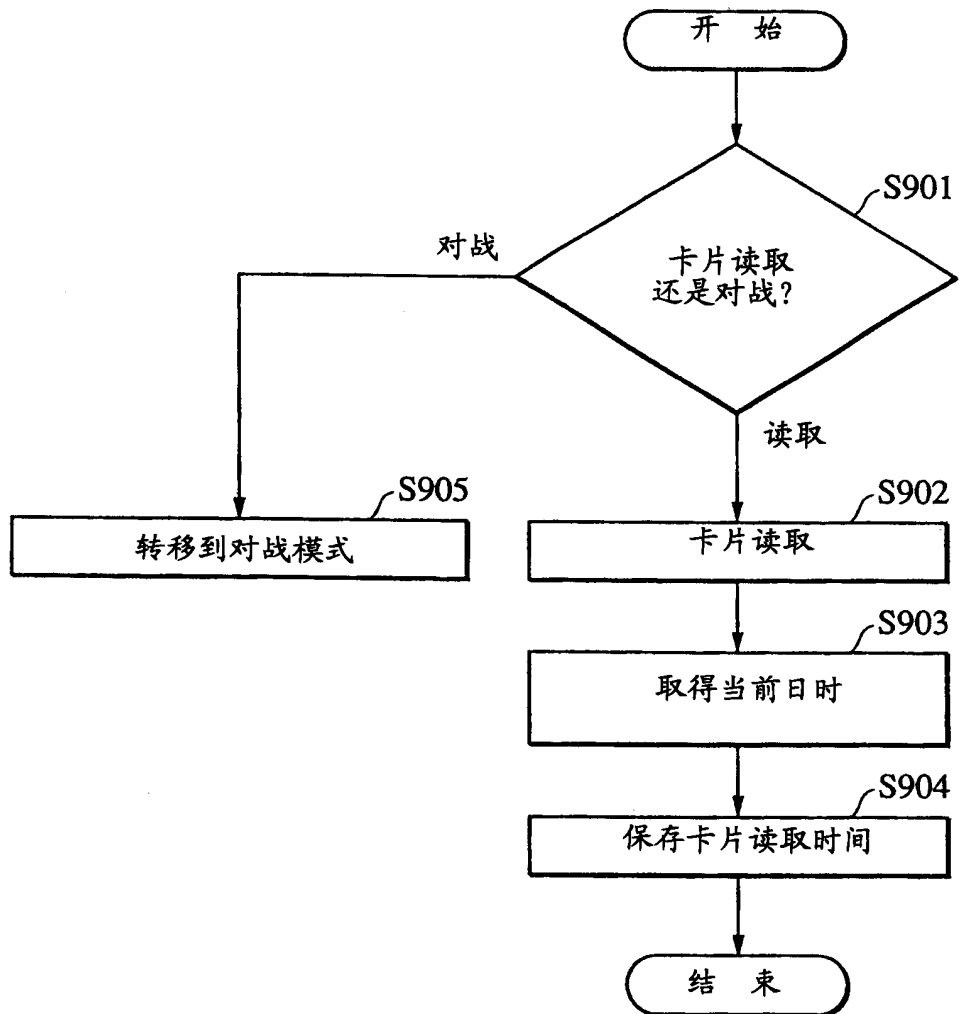 开 始
S901
卡片读取
还是对战?
对战
读取
S905
转移到对战模式
S902
卡片读取
S903
取得当前日时
S904
保存卡片读取时间
结 束